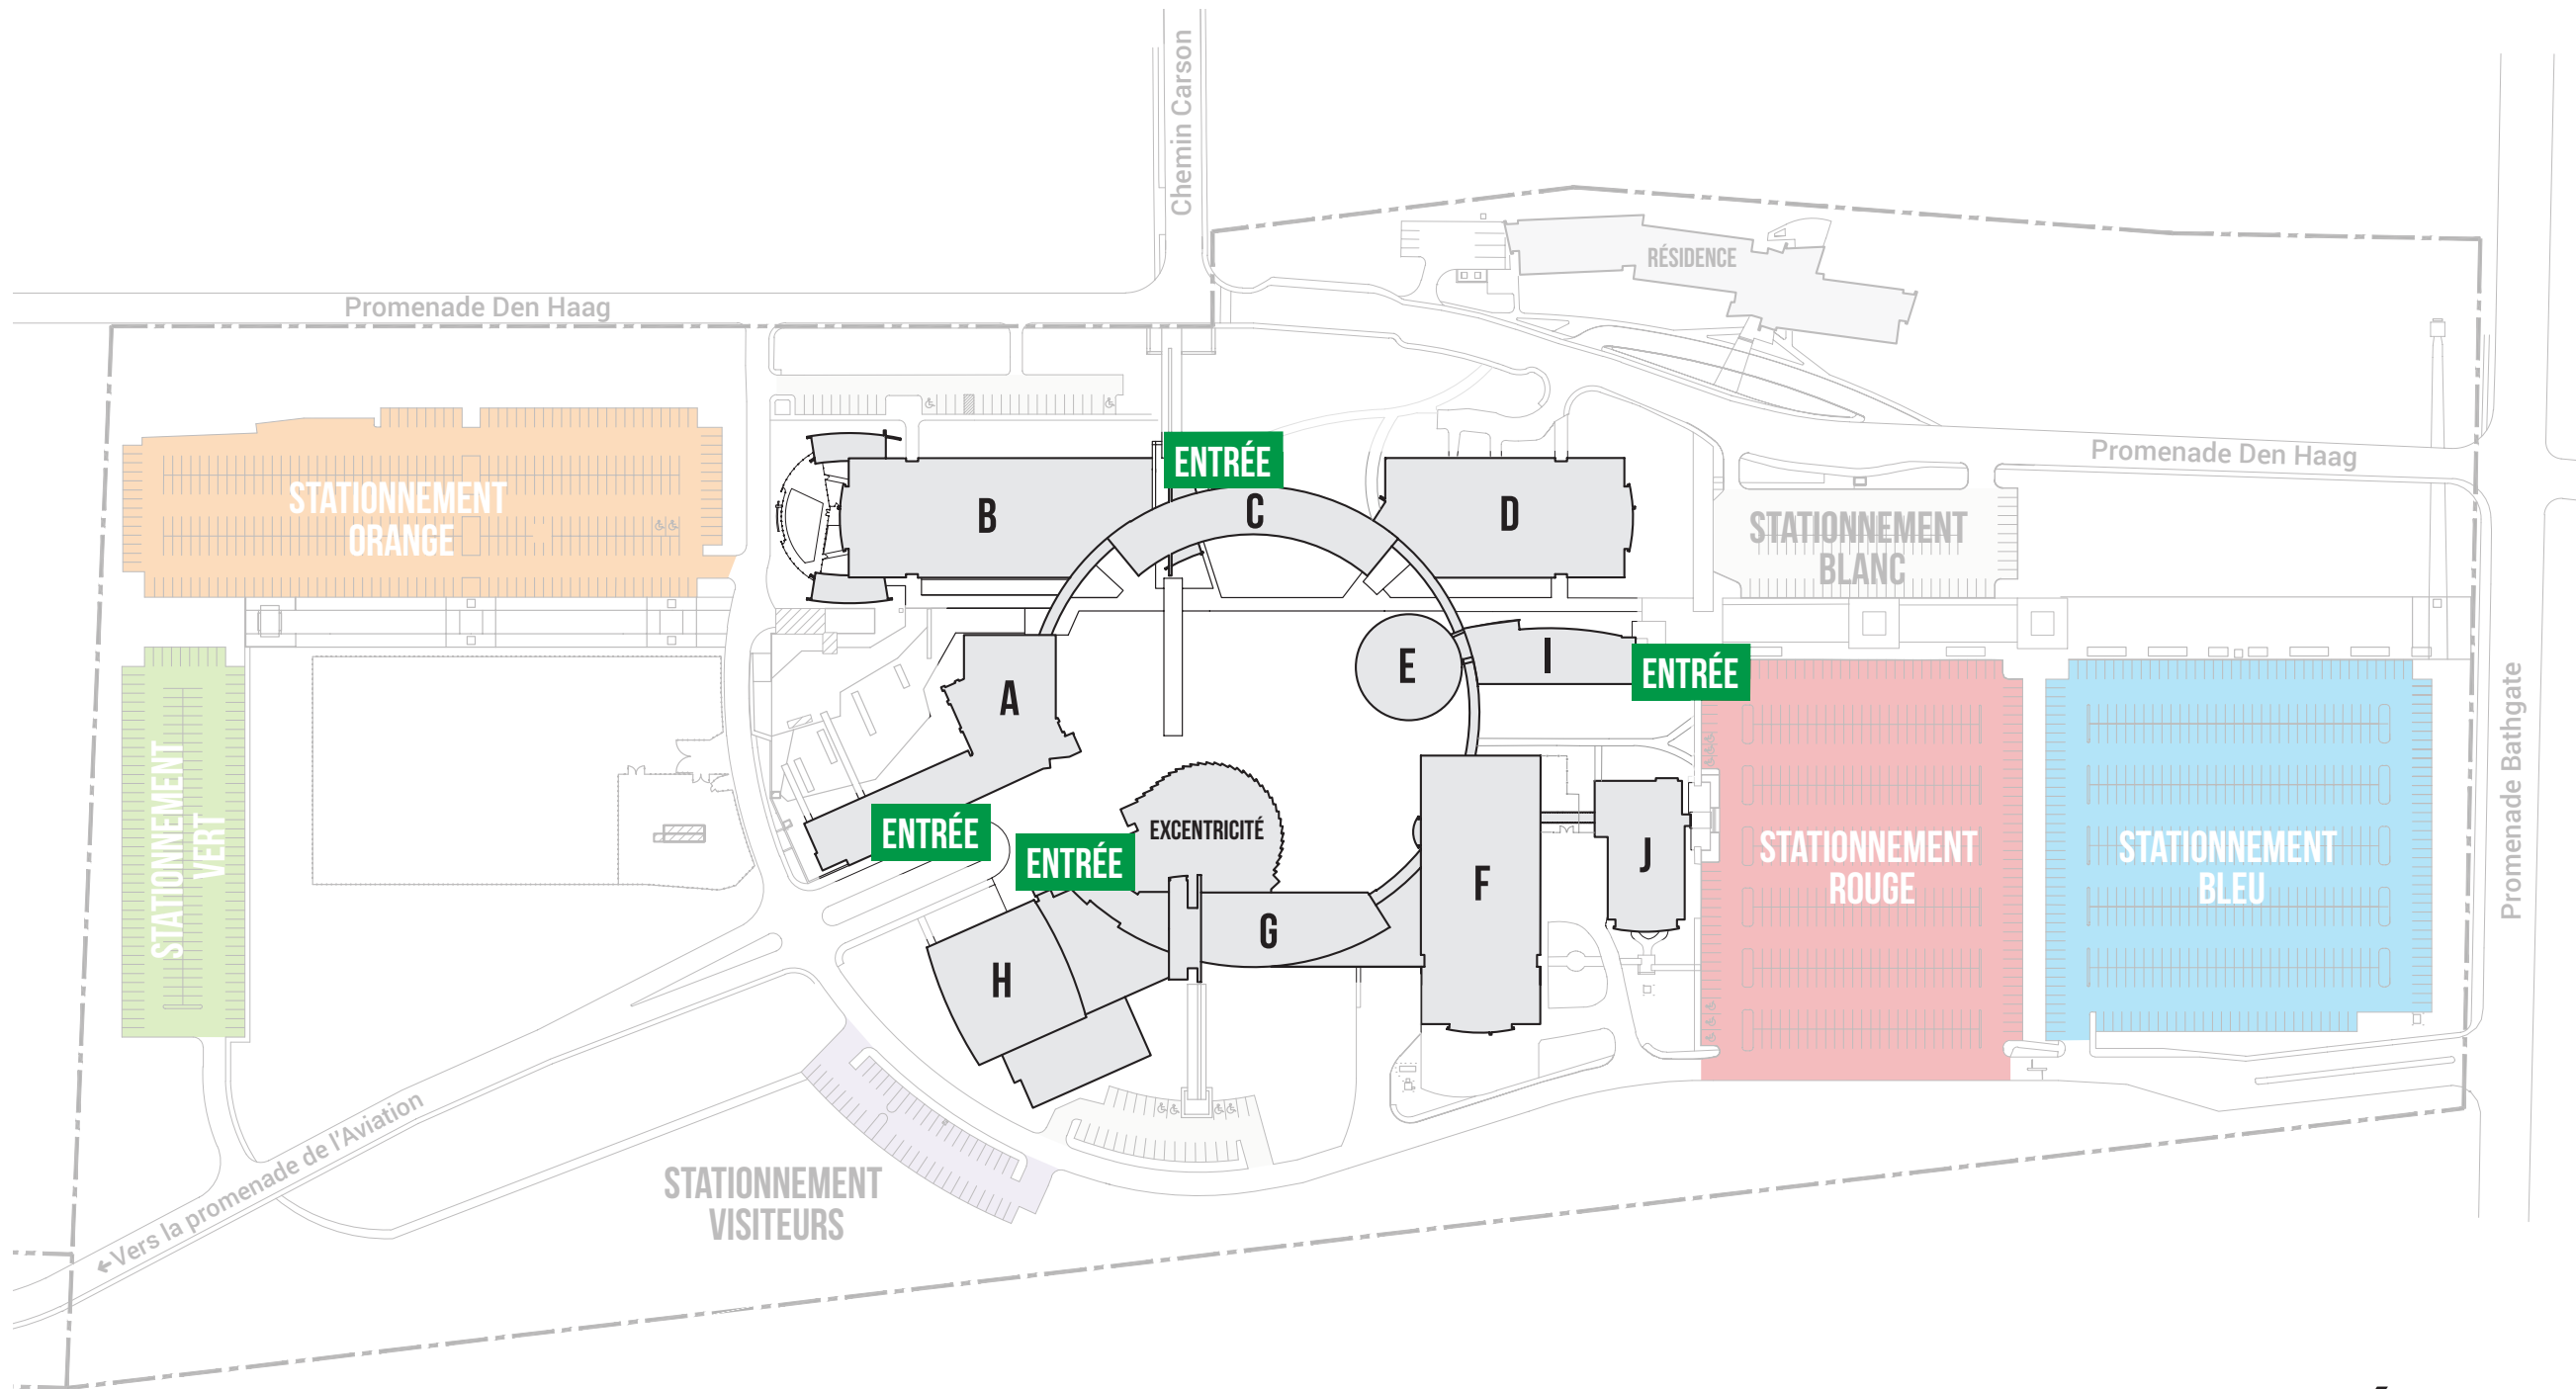 Chemin Carson
RÉSIDENCE
Promenade Den Haag
ENTRÉE
Promenade Den Haag
STATIONNEMENT
ORANGE
B
C
D
STATIONNEMENT
BLANC
A
E
I
ENTRÉE
Promenade Bathgate
STATIONNEMENT
VERT
ENTRÉE
ENTRÉE
EXCENTRICITÉ
STATIONNEMENT
ROUGE
STATIONNEMENT
BLEU
J
F
G
H
←Vers la promenade de l'Aviation
STATIONNEMENT
VISITEURS